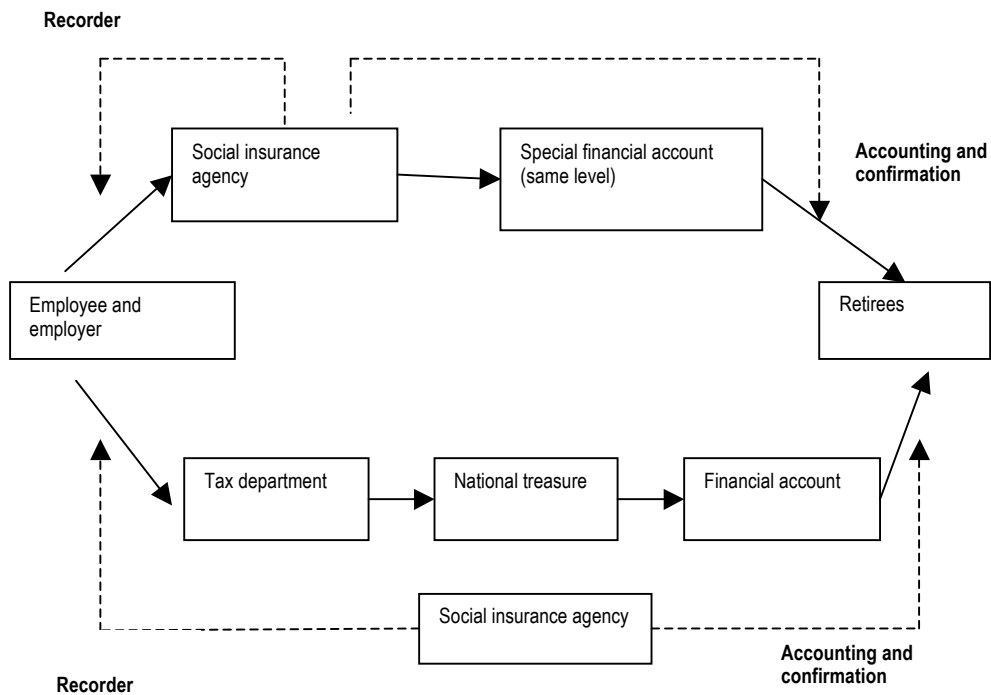 Recorder
Social insurance
agency
Special financial account
(same level)
Accounting and
confirmation
Employee and
employer
Retirees
Tax department
National treasure
Financial account
Social insurance agency
Accounting and
confirmation
Recorder